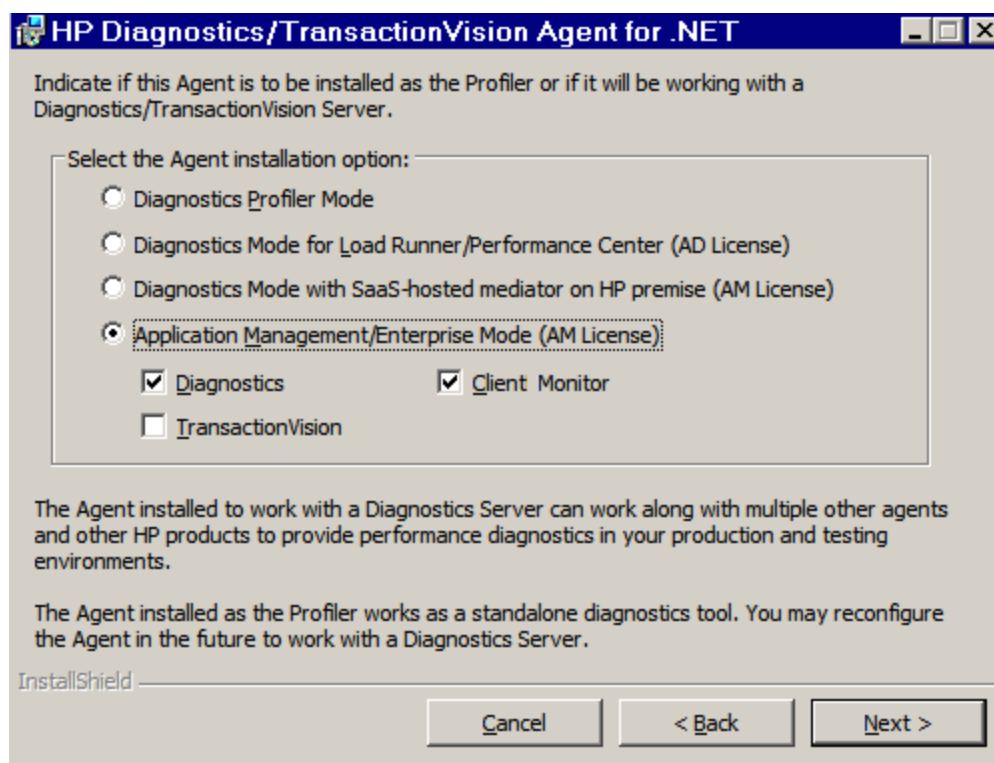 HP Diagnostics/TransactionVision Agent for .NET
Indicate if this Agent is to be installed as the Profiler or if it will be working with a
Diagnostics/TransactionVision Server.
Select the Agent installation option:
Diagnostics Profiler Mode
Diagnostics Mode for Load Runner/Performance Center (AD License)
Diagnostics Mode with SaaS-hosted mediator on HP premise (AM License)
Application Management/Enterprise Mode (AM License)
Diagnostics Client Monitor
TransactionVision
The Agent installed to work with a Diagnostics Server can work along with multiple other agents
and other HP products to provide performance diagnostics in your production and testing
environments.
The Agent installed as the Profiler works as a standalone diagnostics tool. You may reconfigure
the Agent in the future to work with a Diagnostics Server.
InstallShield
Cancel < Back Next >